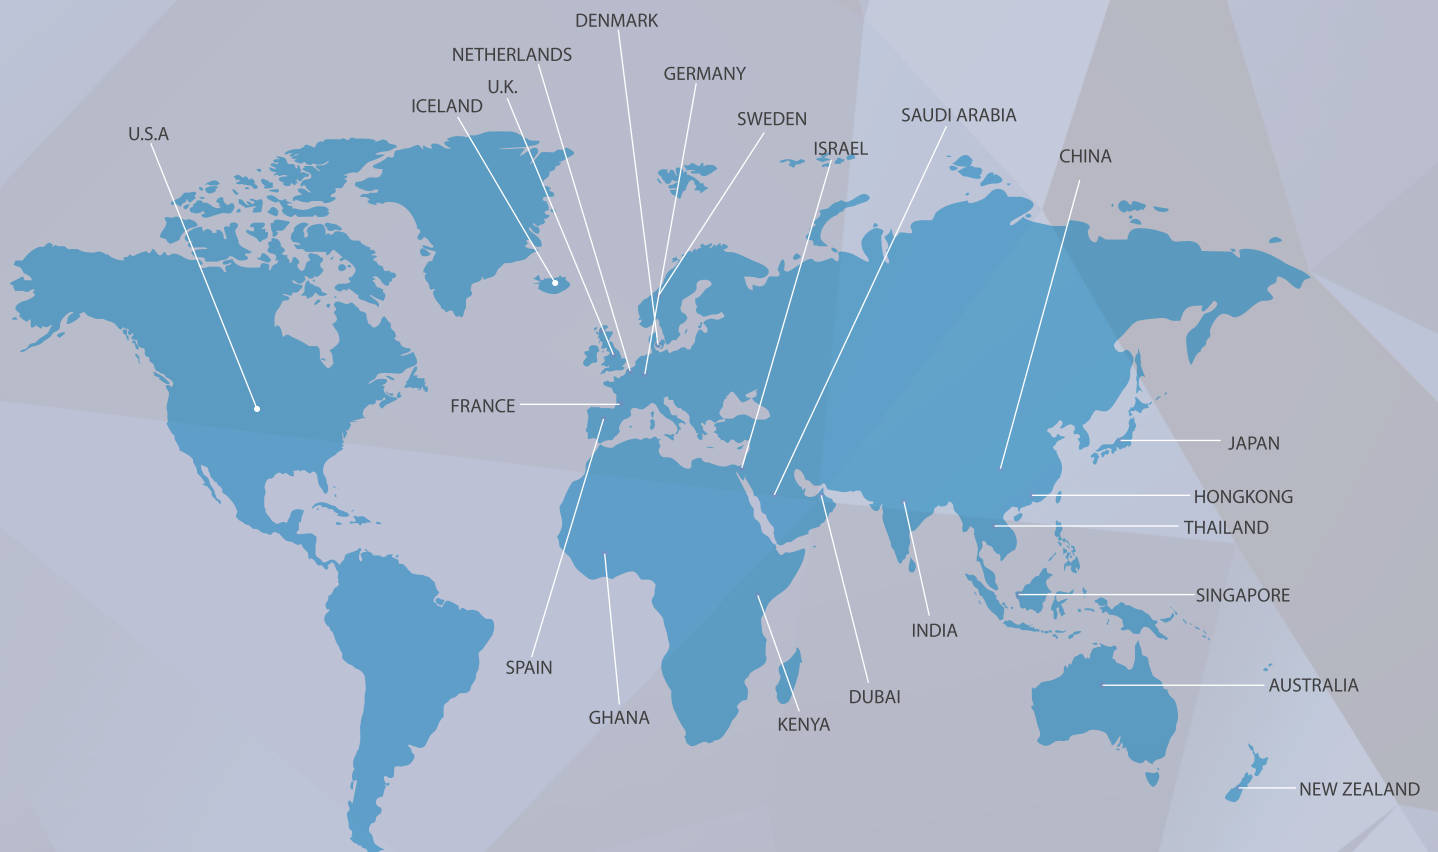 DENMARK
NETHERLANDS
GERMANY
U.K.
ICELAND
SWEDEN
SAUDI ARABIA
U.S.A
ISRAEL
CHINA
FRANCE
JAPAN
HONGKONG
THAILAND
SINGAPORE
INDIA
SPAIN
AUSTRALIA
DUBAI
GHANA
KENYA
NEW ZEALAND